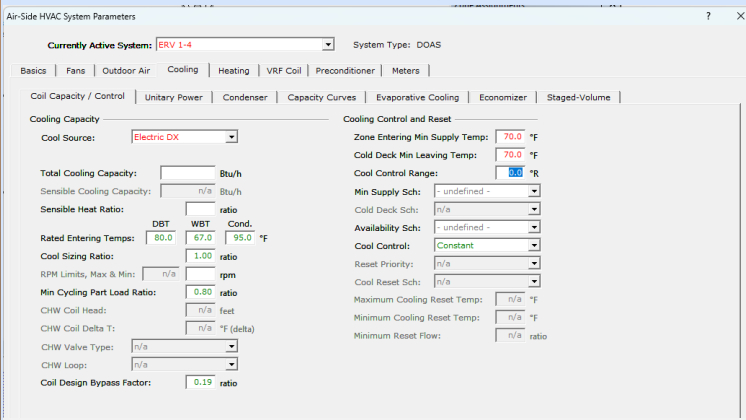 Air-Side HVAC System Parameters ? X
Currently Active System: ERV 1-4 System Type: DOAS
Basics Fans Outdoor Air Cooling Heating VRF Coil Preconditioner Meters
Coil Capacity / Control Unitary Power Condenser Capacity Curves Evaporative Cooling Economizer Staged-Volume
Cooling Capacity
Cool Source: Electric DX
Total Cooling Capacity: Btu/h
Sensible Cooling Capacity: n/a Btu/h
Sensible Heat Ratio: ratio
DBT WBT Cond.
Rated Entering Temps: 80.0 67.0 95.0 °F
Cool Sizing Ratio: 1.00 ratio
RPM Limits, Max & Min: n/a rpm
Min Cycling Part Load Ratio: 0.80 ratio
CHW Coil Head: n/a feet
CHW Coil Delta T: n/a °F (delta)
CHW Valve Type: n/a
CHW Loop: n/a
Coil Design Bypass Factor: 0.19 ratio
Cooling Control and Reset
Zone Entering Min Supply Temp: 70.0 °F
Cold Deck Min Leaving Temp: 70.0 °F
Cool Control Range: 0.0 °R
Min Supply Sch: - undefined -
Cold Deck Sch: n/a
Availability Sch: - undefined -
Cool Control: Constant
Reset Priority: n/a
Cool Reset Sch: n/a
Maximum Cooling Reset Temp: n/a °F
Minimum Cooling Reset Temp: n/a °F
Minimum Reset Flow: n/a ratio